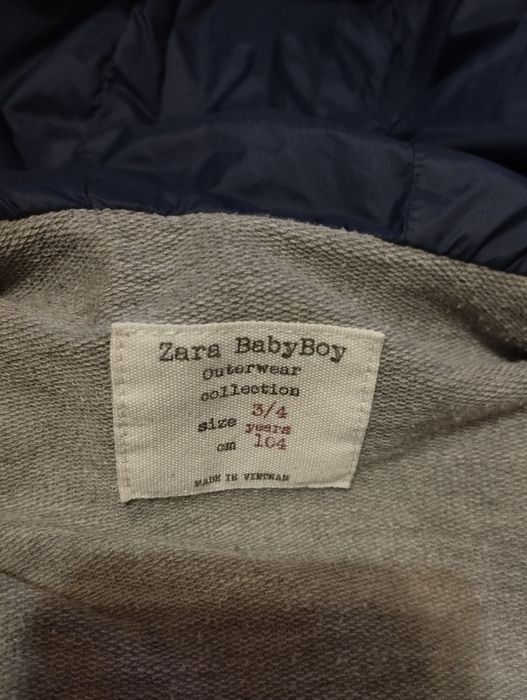 Zara BabyBoy
Outerwear
collection
size 3/4
years
cm 104
MADE IN VIETNAM